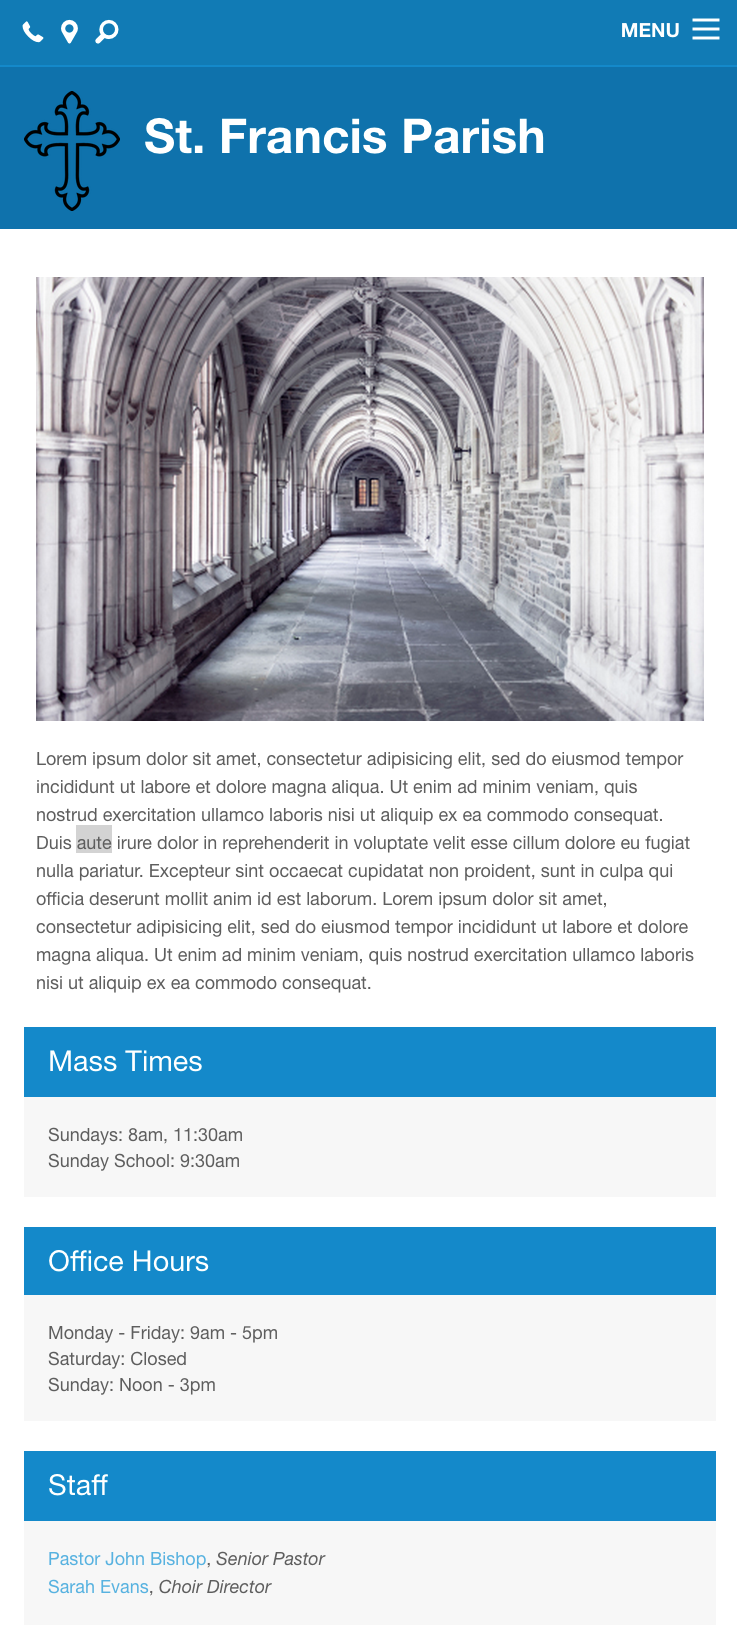 MENU
St. Francis Parish
Lorem ipsum dolor sit amet, consectetur adipisicing elit, sed do eiusmod tempor
incididunt ut labore et dolore magna aliqua. Ut enim ad minim veniam, quis
nostrud exercitation ullamco laboris nisi ut aliquip ex ea commodo consequat.
Duis aute irure dolor in reprehenderit in voluptate velit esse cillum dolore eu fugiat
nulla pariatur. Excepteur sint occaecat cupidatat non proident, sunt in culpa qui
officia deserunt mollit anim id est laborum. Lorem ipsum dolor sit amet,
consectetur adipisicing elit, sed do eiusmod tempor incididunt ut labore et dolore
magna aliqua. Ut enim ad minim veniam, quis nostrud exercitation ullamco laboris
nisi ut aliquip ex ea commodo consequat.
Mass Times
Sundays: 8am, 11:30am
Sunday School: 9:30am
Office Hours
Monday - Friday: 9am - 5pm
Saturday: Closed
Sunday: Noon - 3pm
Staff
Pastor John Bishop, Senior Pastor
Sarah Evans, Choir Director